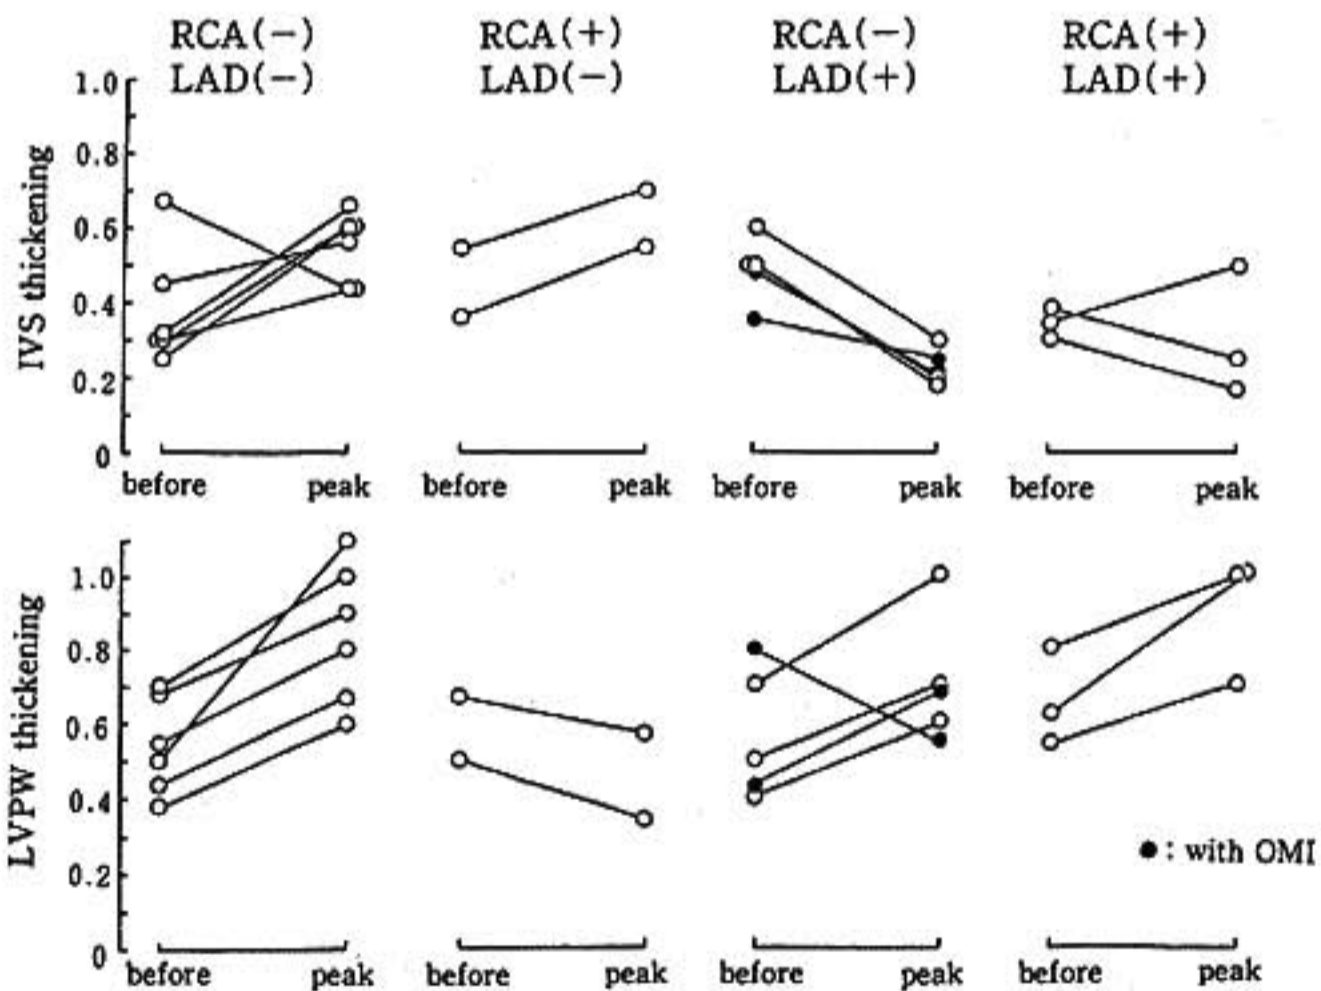 RCA(−) RCA(+) RCA(−) RCA(+)
LAD(−) LAD(−) LAD(+) LAD(+)
IVS thickening
1.0
0.8
0.6
0.4
0.2
0
before peak before peak before peak before peak
LVPW thickening
1.0
0.8
0.6
0.4
0.2
0
●: with OMI
before peak before peak before peak before peak